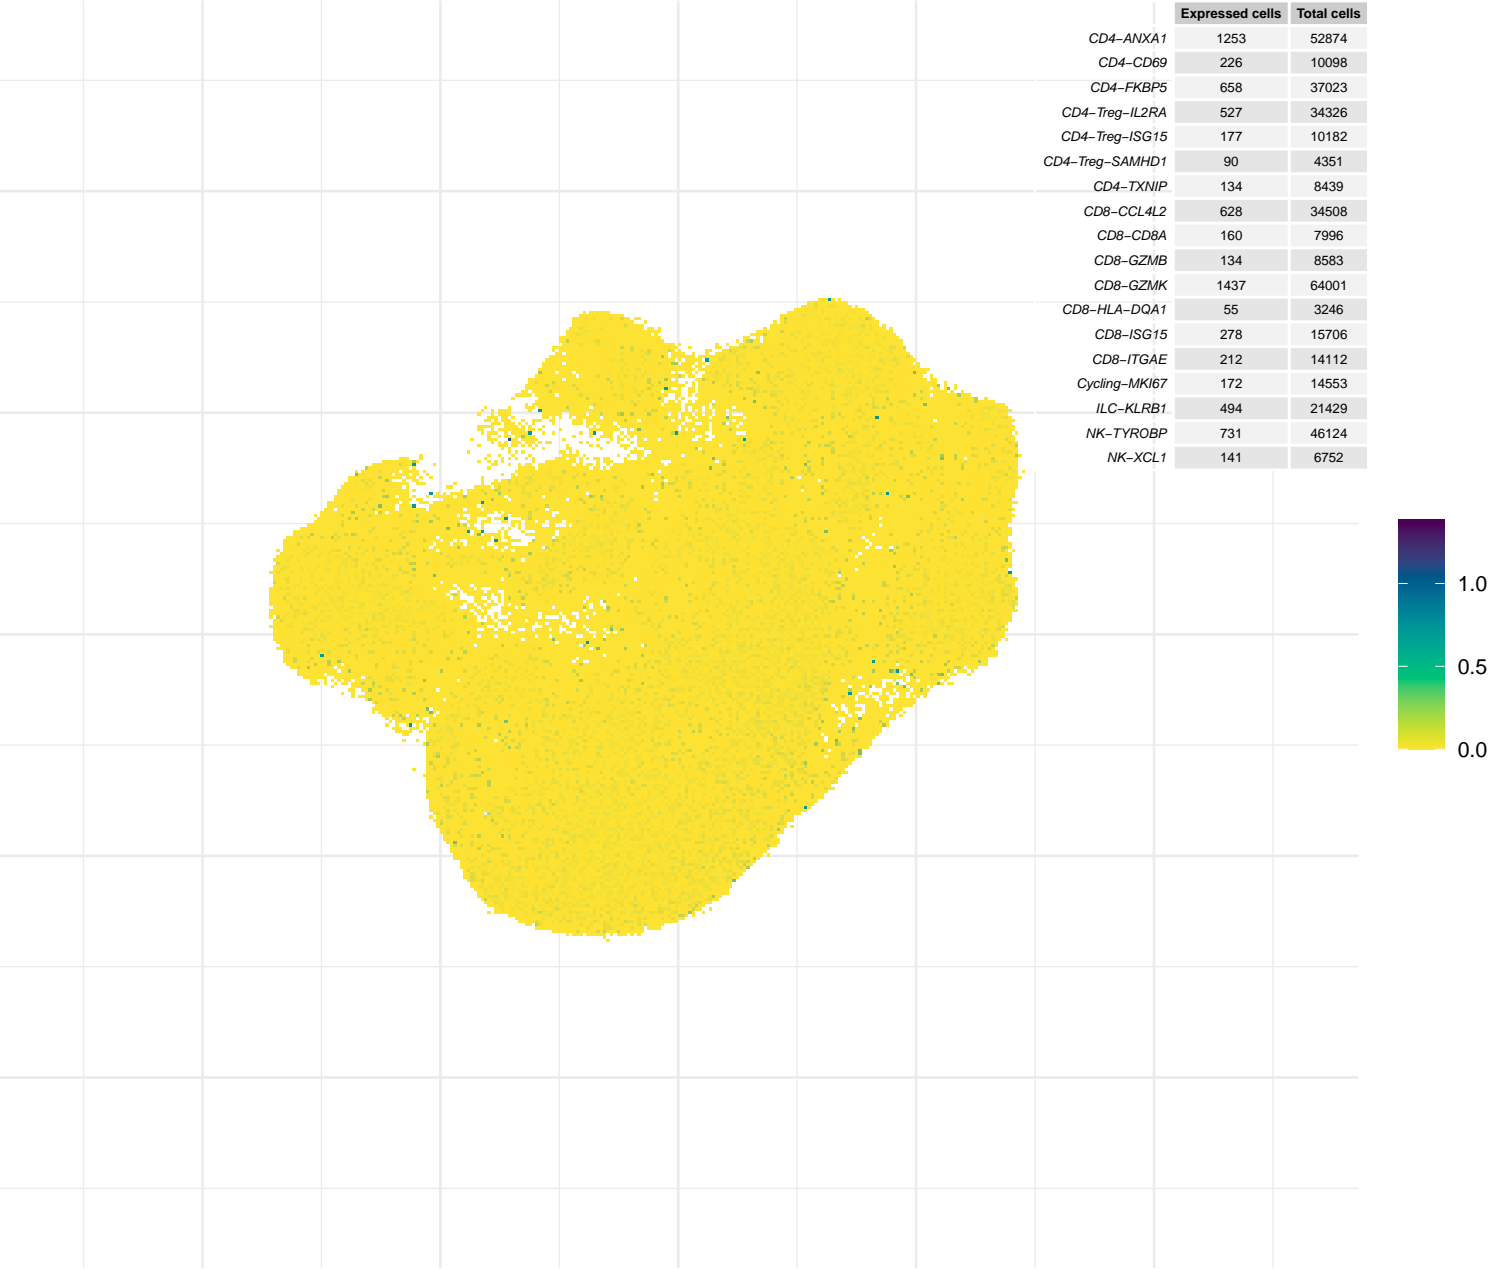 Expressed cells Total cells
CD4−ANXA1 1253 52874
CD4−CD69 226 10098
CD4−FKBP5 658 37023
CD4−Treg−IL2RA 527 34326
CD4−Treg−ISG15 177 10182
CD4−Treg−SAMHD1 90 4351
CD4−TXNIP 134 8439
CD8−CCL4L2 628 34508
CD8−CD8A 160 7996
CD8−GZMB 134 8583
CD8−GZMK 1437 64001
CD8−HLA−DQA1 55 3246
CD8−ISG15 278 15706
CD8−ITGAE 212 14112
Cycling−MKI67 172 14553
ILC−KLRB1 494 21429
NK−TYROBP 731 46124
NK−XCL1 141 6752
1.0
0.5
0.0